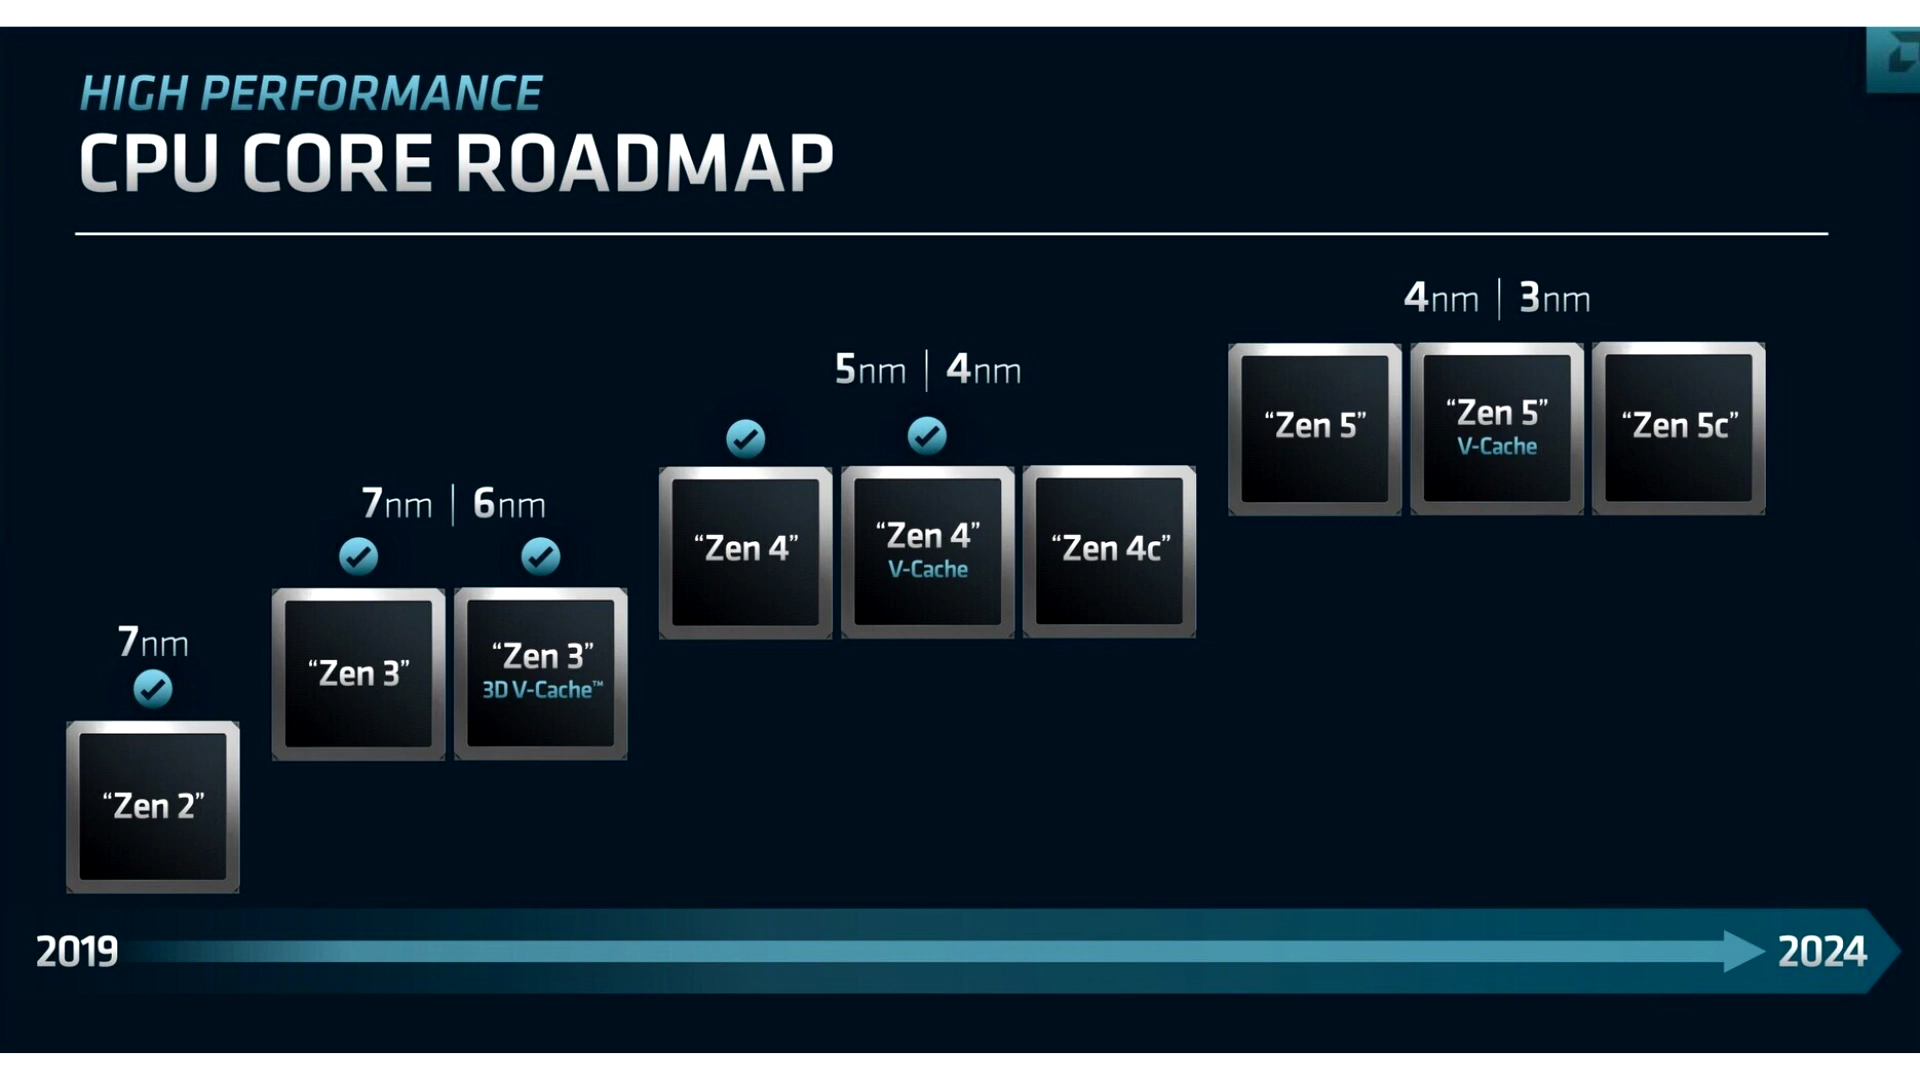 HIGH PERFORMANCE
CPU CORE ROADMAP
4nm | 3nm
“Zen 5”
“Zen 5”
V-Cache
“Zen 5c”
5nm | 4nm
“Zen 4”
“Zen 4”
V-Cache
“Zen 4c”
7nm | 6nm
“Zen 3”
“Zen 3”
3D V-Cache™
7nm
“Zen 2”
2019
2024